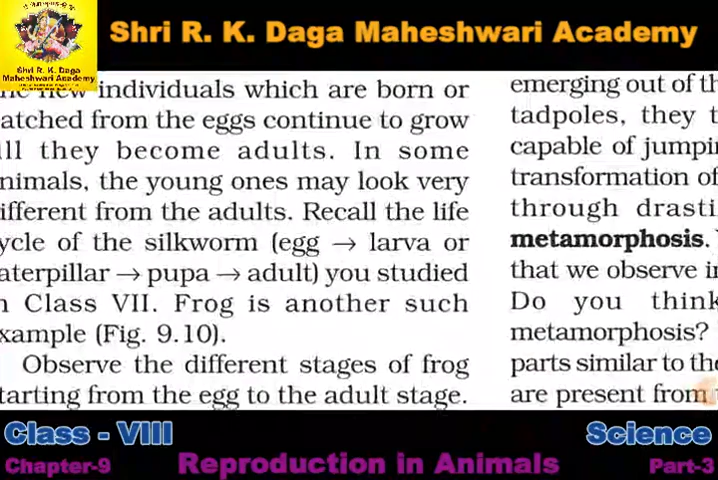 Shri R. K. Daga Maheshwari Academy
Shri R. K. Daga
Maheshwari Academy
new individuals which are born or
atched from the eggs continue to grow
ll they become adults. In some
nimals, the young ones may look very
ifferent from the adults. Recall the life
ycle of the silkworm (egg → larva or
aterpillar → pupa → adult) you studied
n Class VII. Frog is another such
xample (Fig. 9.10).
Observe the different stages of frog
tarting from the egg to the adult stage.
emerging out of th
tadpoles, they t
capable of jumpin
transformation of
through drasti
metamorphosis.
that we observe in
Do you think
metamorphosis?
parts similar to the
are present from
Class - VIII
Science
Chapter-9
Reproduction in Animals
Part-3